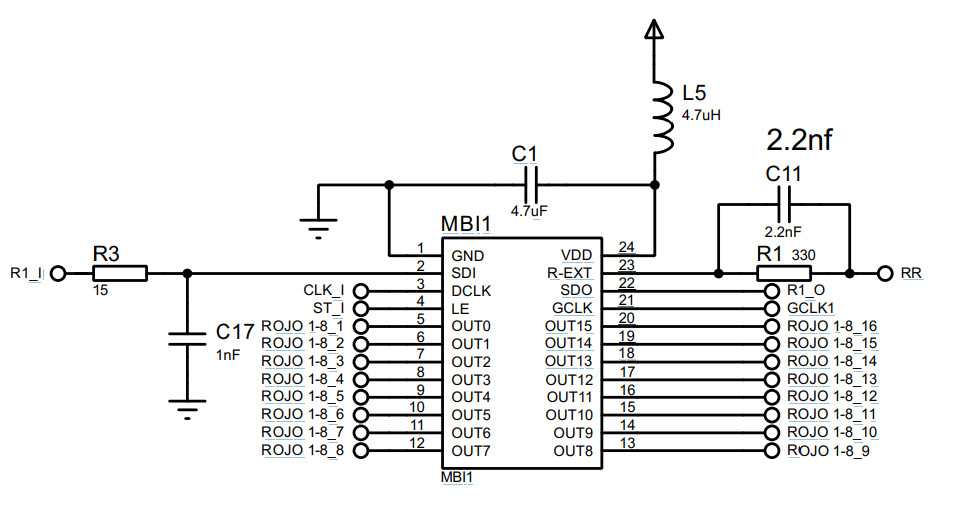 L5
4.7uH
2.2nf
C1
C11
4.7uF
2.2nF
MBI1
R3
15
R1_I
R1 330
RR
1 GND VDD 24
2 SDI R-EXT 23
CLK_I 3 DCLK SDO 22 R1_O
ST_I 4 LE GCLK 21 GCLK1
ROJO 1-8_1 5 OUT0 OUT15 20 ROJO 1-8_16
ROJO 1-8_2 6 OUT1 OUT14 19 ROJO 1-8_15
ROJO 1-8_3 7 OUT2 OUT13 18 ROJO 1-8_14
ROJO 1-8_4 8 OUT3 OUT12 17 ROJO 1-8_13
ROJO 1-8_5 9 OUT4 OUT11 16 ROJO 1-8_12
ROJO 1-8_6 10 OUT5 OUT10 15 ROJO 1-8_11
ROJO 1-8_7 11 OUT6 OUT9 14 ROJO 1-8_10
ROJO 1-8_8 12 OUT7 OUT8 13 ROJO 1-8_9
C17
1nF
MBI1